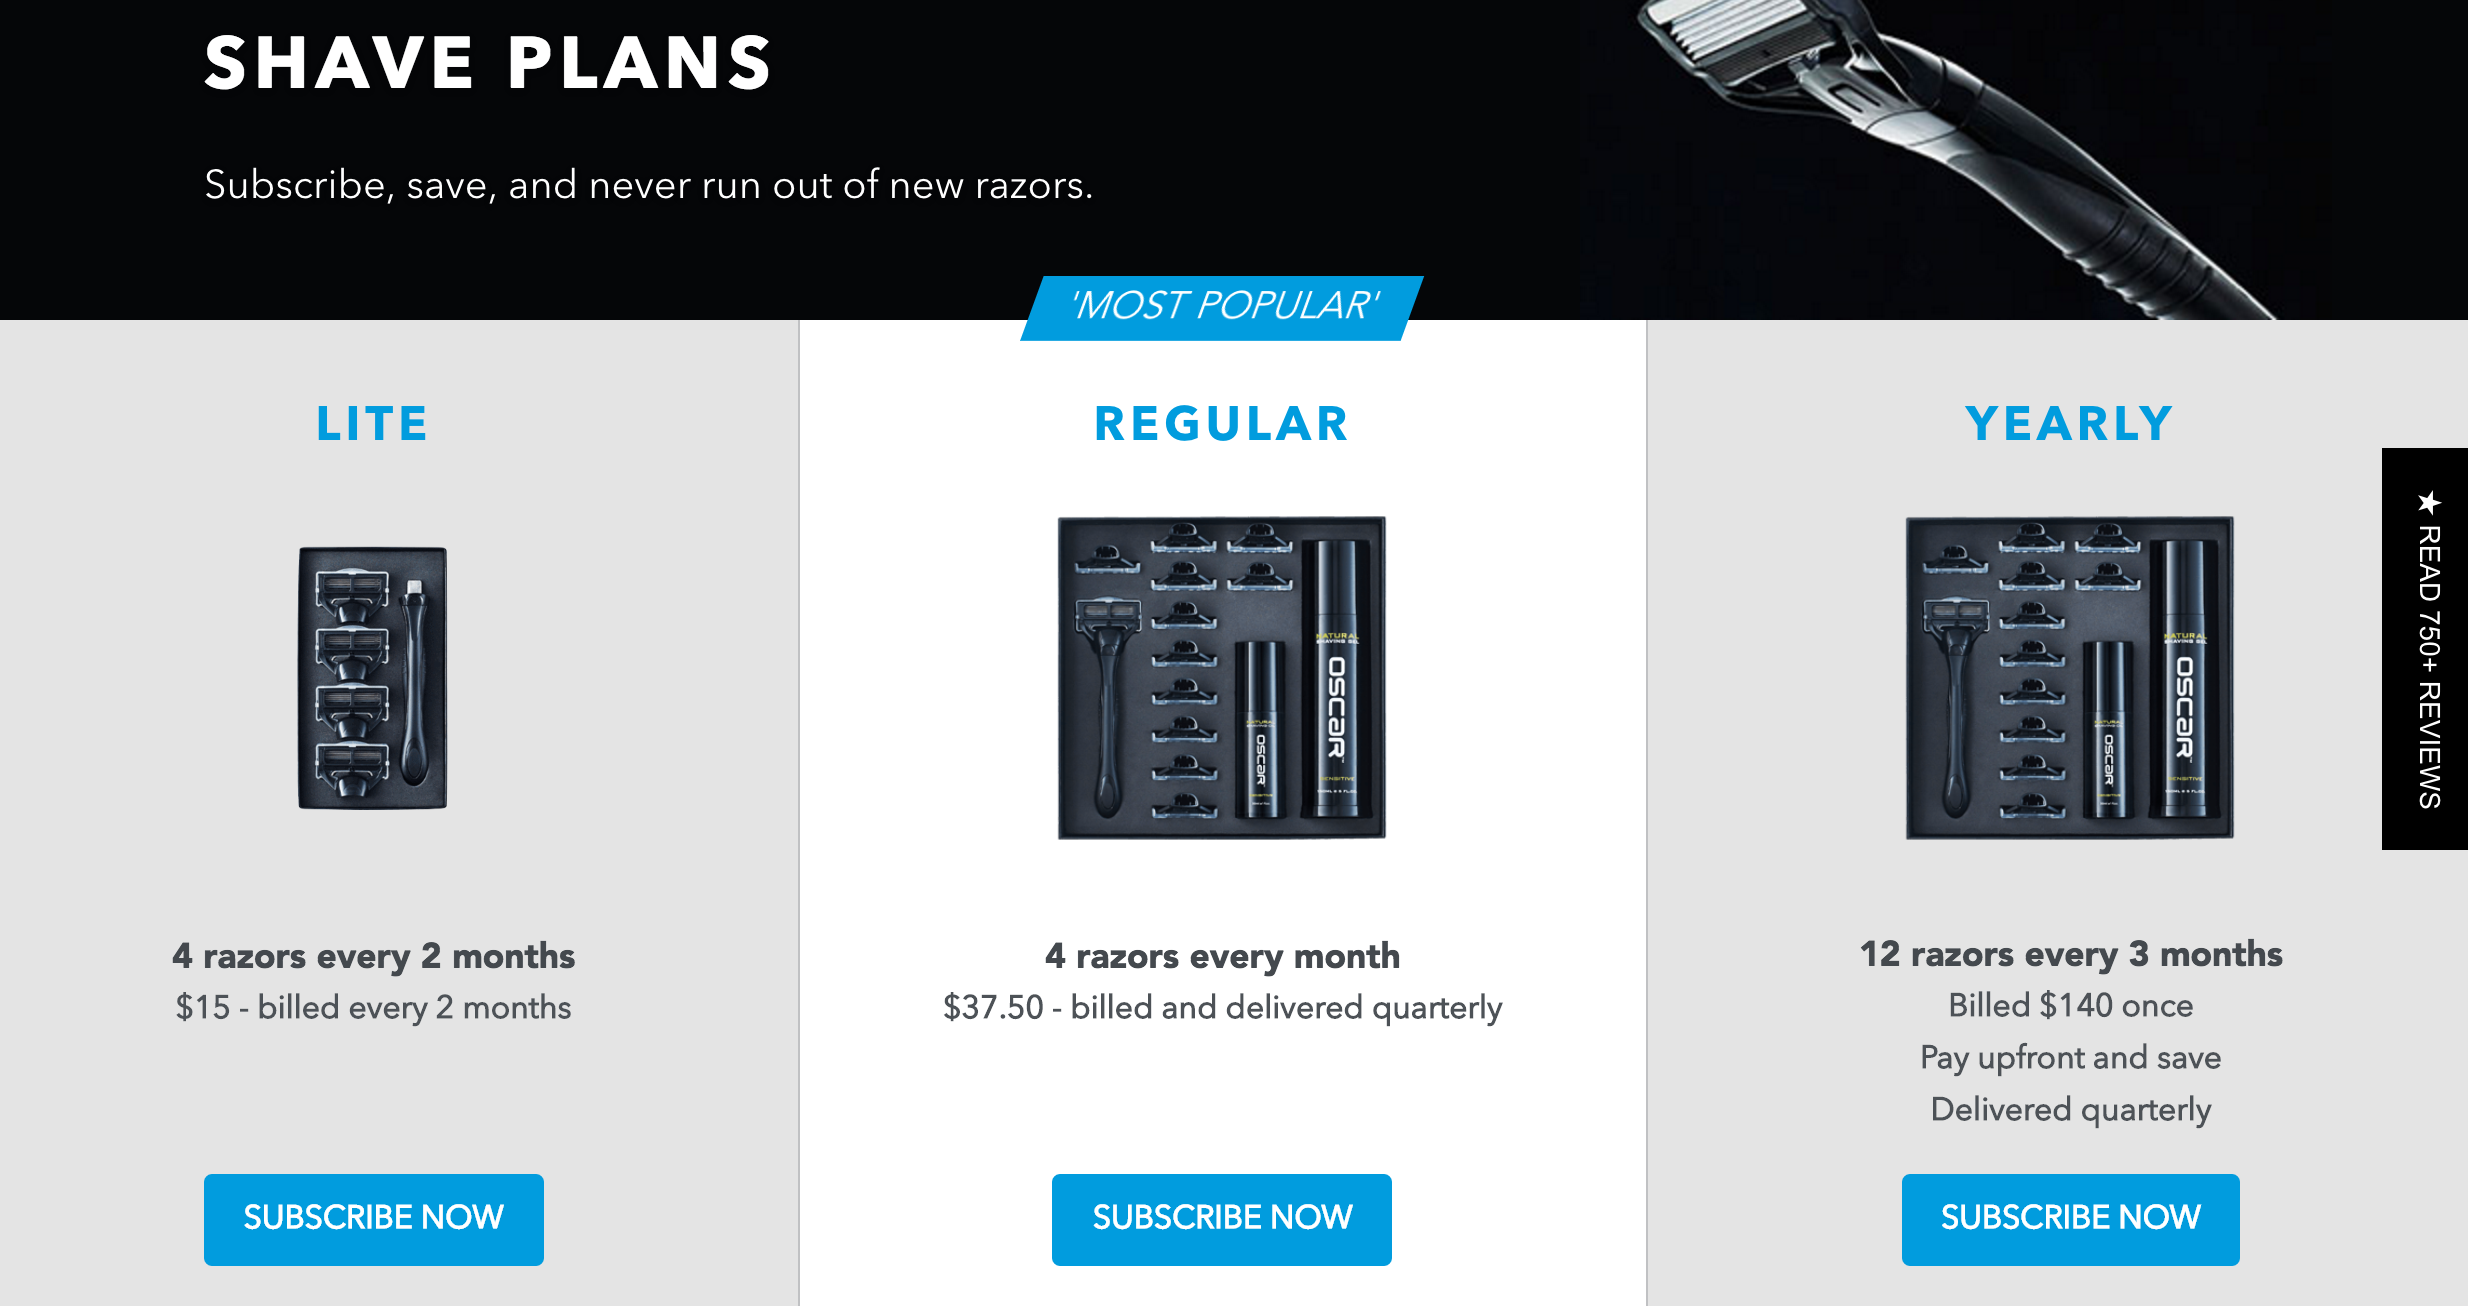 SHAVE PLANS
Subscribe, save, and never run out of new razors.
'MOST POPULAR'
LITE
REGULAR
YEARLY
NATURAL
SHAVING GEL
OSCAR
SENSITIVE
OSCAR
NATURAL
SHAVING GEL
OSCAR
SENSITIVE
OSCAR
★ READ 750+ REVIEWS
4 razors every 2 months
$15 - billed every 2 months
4 razors every month
$37.50 - billed and delivered quarterly
12 razors every 3 months
Billed $140 once
Pay upfront and save
Delivered quarterly
SUBSCRIBE NOW
SUBSCRIBE NOW
SUBSCRIBE NOW